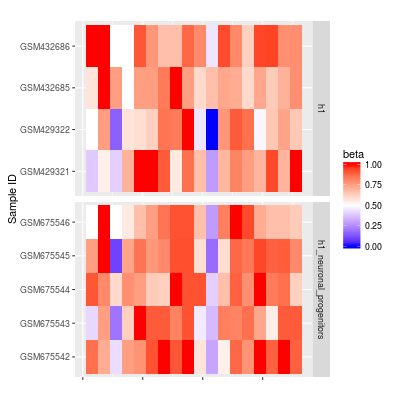 Sample ID
GSM432686
GSM432685
GSM429322
GSM429321
h1
GSM675546
GSM675545
GSM675544
GSM675543
GSM675542
h1_neuronal_progenitors
beta
1.00
0.75
0.50
0.25
0.00